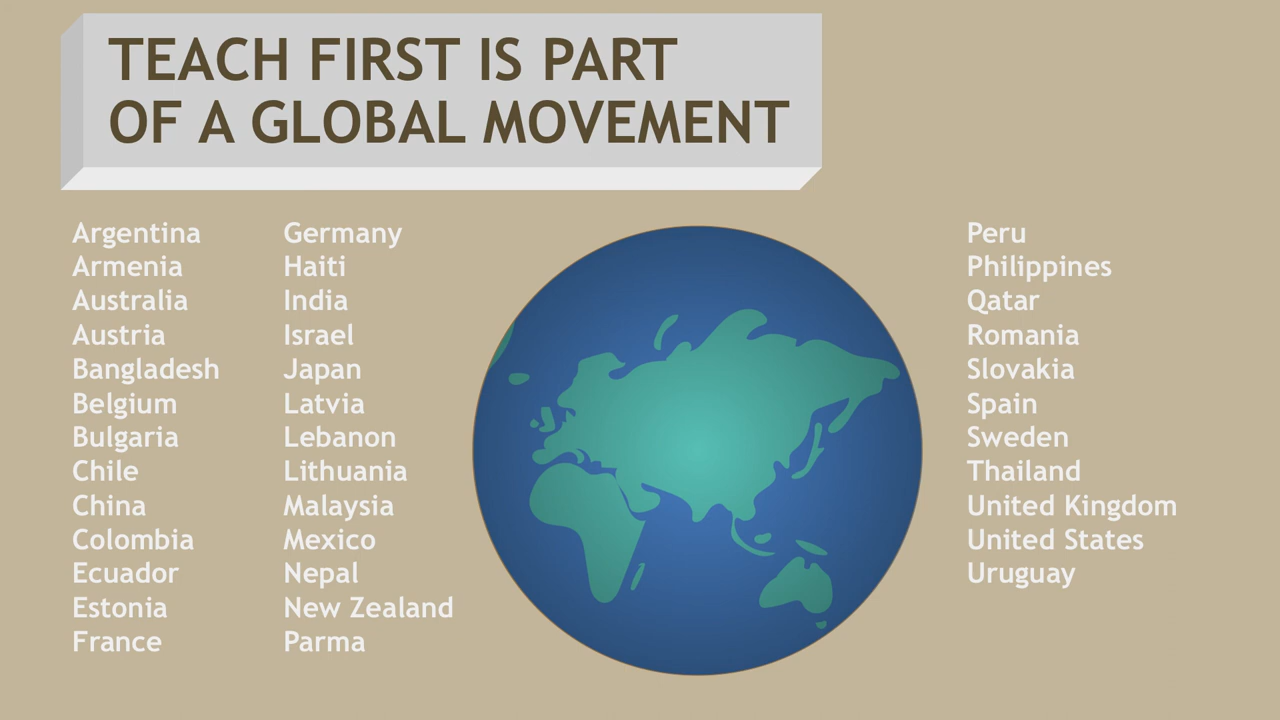 TEACH FIRST IS PART
OF A GLOBAL MOVEMENT
Argentina
Armenia
Australia
Austria
Bangladesh
Belgium
Bulgaria
Chile
China
Colombia
Ecuador
Estonia
France
Germany
Haiti
India
Israel
Japan
Latvia
Lebanon
Lithuania
Malaysia
Mexico
Nepal
New Zealand
Parma
Peru
Philippines
Qatar
Romania
Slovakia
Spain
Sweden
Thailand
United Kingdom
United States
Uruguay